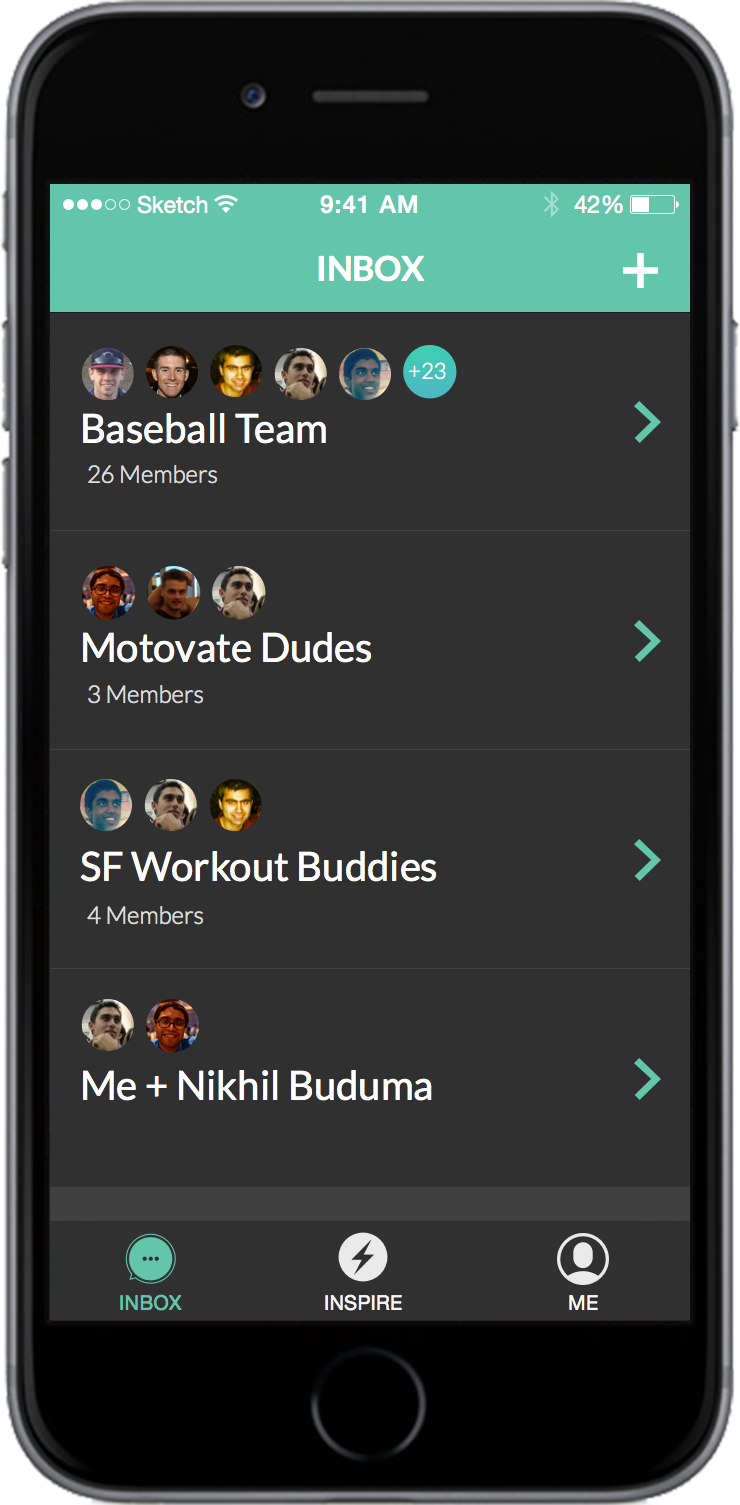 Sketch 9:41 AM 42%
INBOX +
+23
Baseball Team
26 Members
Motovate Dudes
3 Members
SF Workout Buddies
4 Members
Me + Nikhil Buduma
INBOX INSPIRE ME